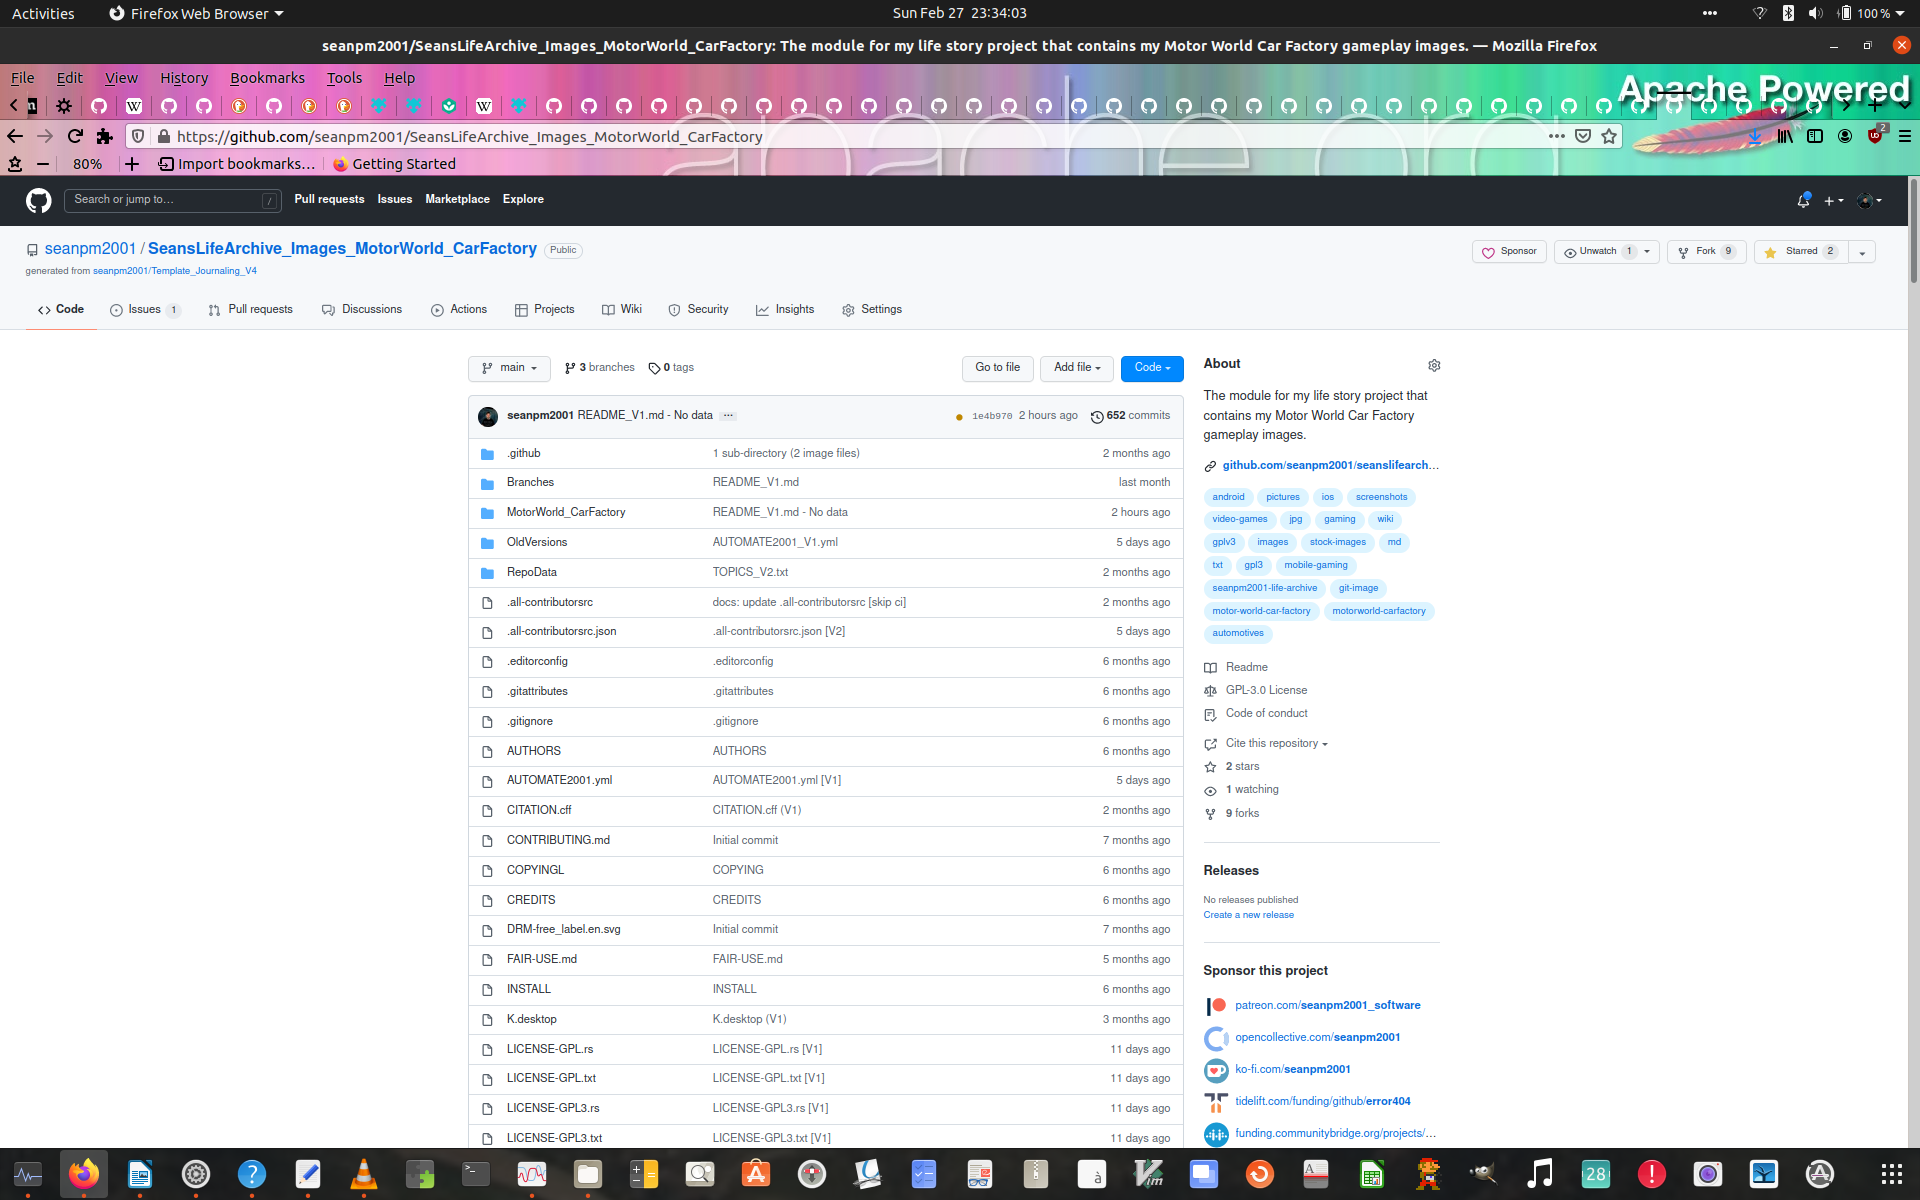 Activities
Firefox Web Browser
Sun Feb 27 23:34:03
100 %
seanpm2001/SeansLifeArchive_Images_MotorWorld_CarFactory: The module for my life story project that contains my Motor World Car Factory gameplay images. — Mozilla Firefox
File Edit View History Bookmarks Tools Help
Apache Powered
https://github.com/seanpm2001/SeansLifeArchive_Images_MotorWorld_CarFactory
2
80%
Import bookmarks...
Getting Started
Search or jump to...
/
Pull requests Issues Marketplace Explore
seanpm2001 / SeansLifeArchive_Images_MotorWorld_CarFactory Public
generated from seanpm2001/Template_Journaling_V4
Sponsor
Unwatch 1
Fork 9
Starred 2
Code
Issues 1
Pull requests
Discussions
Actions
Projects
Wiki
Security
Insights
Settings
main
3 branches
0 tags
Go to file
Add file
Code
seanpm2001 README_V1.md - No data ...
1e4b970 2 hours ago
652 commits
.github 1 sub-directory (2 image files) 2 months ago
Branches README_V1.md last month
MotorWorld_CarFactory README_V1.md - No data 2 hours ago
OldVersions AUTOMATE2001_V1.yml 5 days ago
RepoData TOPICS_V2.txt 2 months ago
.all-contributorsrc docs: update .all-contributorsrc [skip ci] 2 months ago
.all-contributorsrc.json .all-contributorsrc.json [V2] 5 days ago
.editorconfig .editorconfig 6 months ago
.gitattributes .gitattributes 6 months ago
.gitignore .gitignore 6 months ago
AUTHORS AUTHORS 6 months ago
AUTOMATE2001.yml AUTOMATE2001.yml [V1] 5 days ago
CITATION.cff CITATION.cff (V1) 2 months ago
CONTRIBUTING.md Initial commit 7 months ago
COPYINGL COPYING 6 months ago
CREDITS CREDITS 6 months ago
DRM-free_label.en.svg Initial commit 7 months ago
FAIR-USE.md FAIR-USE.md 5 months ago
INSTALL INSTALL 6 months ago
K.desktop K.desktop (V1) 3 months ago
LICENSE-GPL.rs LICENSE-GPL.rs [V1] 11 days ago
LICENSE-GPL.txt LICENSE-GPL.txt [V1] 11 days ago
LICENSE-GPL3.rs LICENSE-GPL3.rs [V1] 11 days ago
LICENSE-GPL3.txt LICENSE-GPL3.txt [V1] 11 days ago
About
The module for my life story project that
contains my Motor World Car Factory
gameplay images.
github.com/seanpm2001/seanslifearch...
android pictures ios screenshots
video-games jpg gaming wiki
gplv3 images stock-images md
txt gpl3 mobile-gaming
seanpm2001-life-archive git-image
motor-world-car-factory motorworld-carfactory
automotives
Readme
GPL-3.0 License
Code of conduct
Cite this repository
2 stars
1 watching
9 forks
Releases
No releases published
Create a new release
Sponsor this project
patreon.com/seanpm2001_software
opencollective.com/seanpm2001
ko-fi.com/seanpm2001
tidelift.com/funding/github/error404
funding.communitybridge.org/projects/...
28